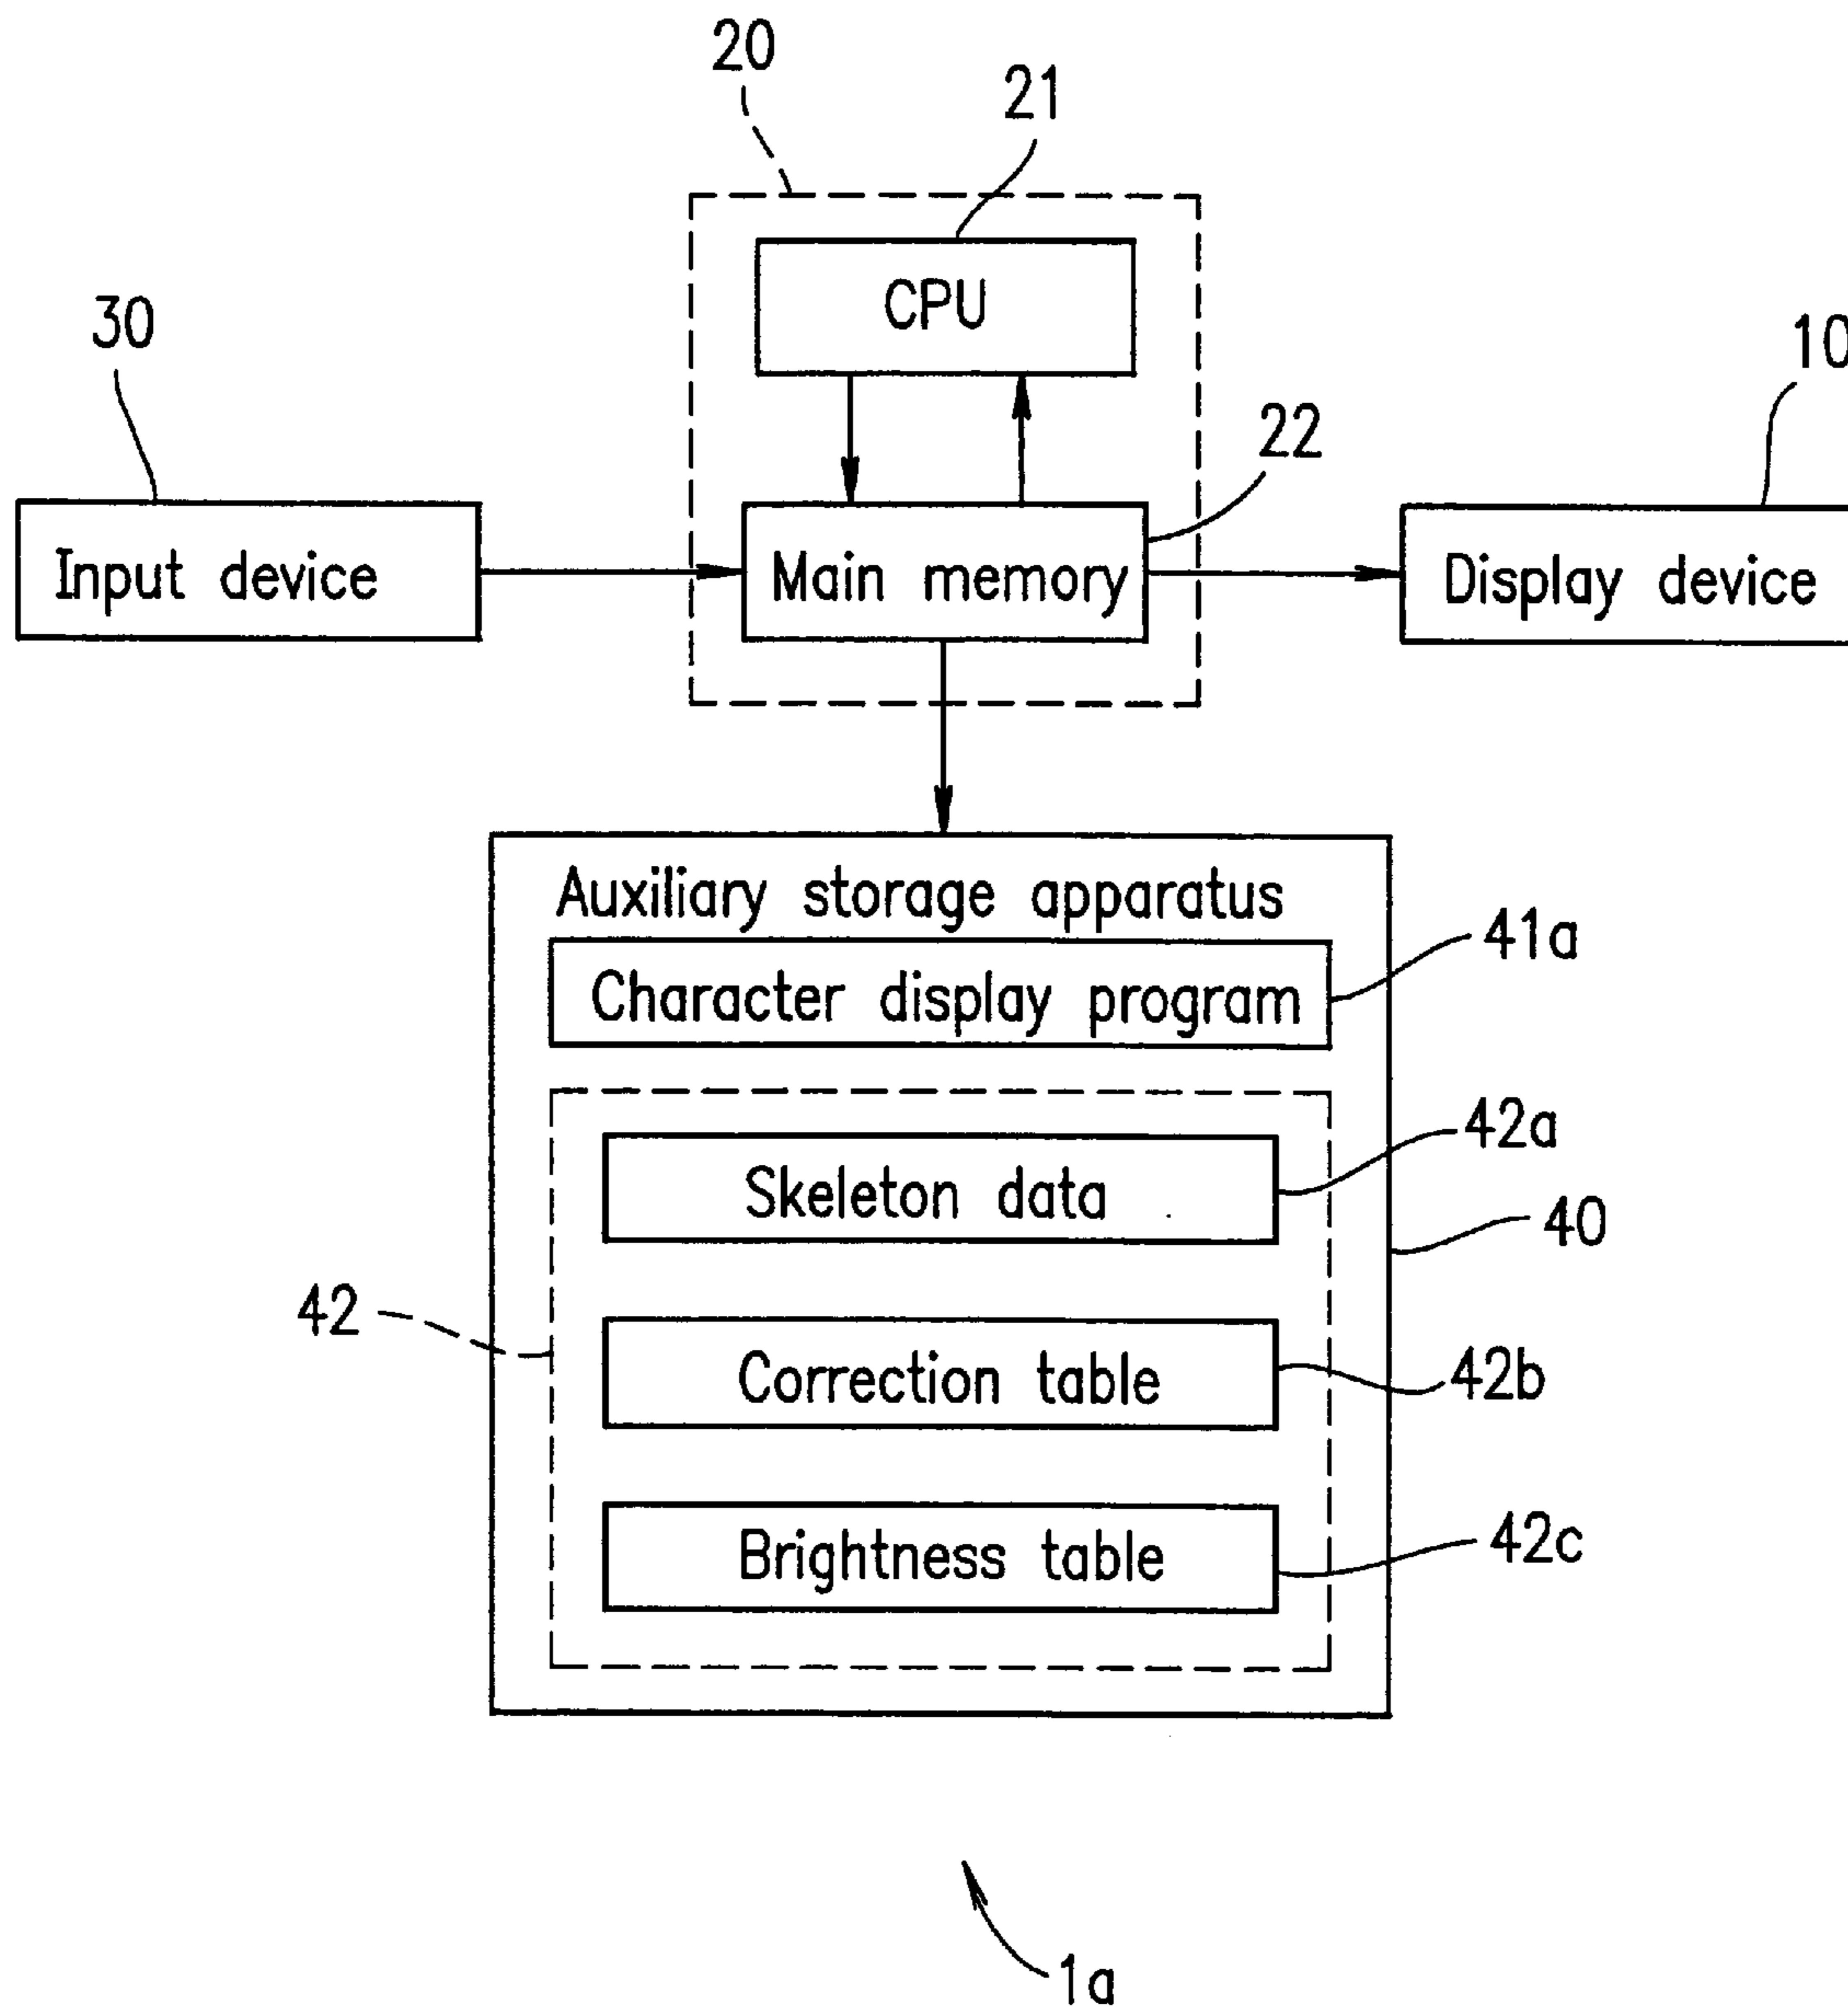 20
21
CPU
30
10
22
Input device
Main memory
Display device
Auxiliary storage apparatus
41a
Character display program
42a
Skeleton data
40
42
Correction table
42b
Brightness table
42c
1a